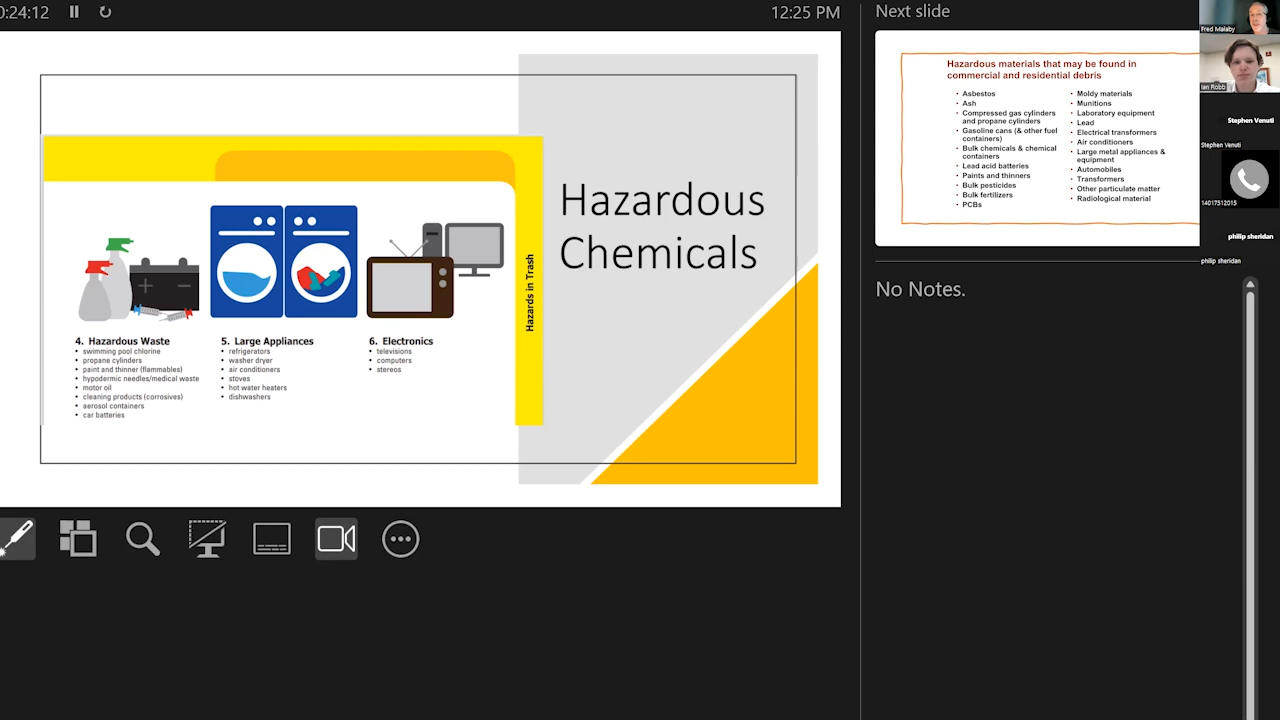 0:24:12
12:25 PM
Hazardous
Chemicals
Hazards in Trash
4. Hazardous Waste
• swimming pool chlorine
• propane cylinders
• paint and thinner (flammables)
• hypodermic needles/medical waste
• motor oil
• cleaning products (corrosives)
• aerosol containers
• car batteries
5. Large Appliances
• refrigerators
• washer dryer
• air conditioners
• stoves
• hot water heaters
• dishwashers
6. Electronics
• televisions
• computers
• stereos
Next slide
Hazardous materials that may be found in
commercial and residential debris
• Asbestos
• Ash
• Compressed gas cylinders
and propane cylinders
• Gasoline cans (& other fuel
containers)
• Bulk chemicals & chemical
containers
• Lead acid batteries
• Paints and thinners
• Bulk pesticides
• Bulk fertilizers
• PCBs
• Moldy materials
• Munitions
• Laboratory equipment
• Lead
• Electrical transformers
• Air conditioners
• Large metal appliances &
equipment
• Automobiles
• Transformers
• Other particulate matter
• Radiological material
No Notes.
Fred Malaby
Ian Robb
Stephen Venuti
Stephen Venuti
14017512015
philip sheridan
philip sheridan